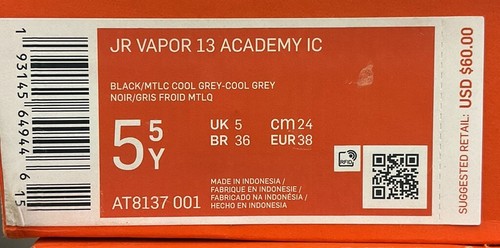 JR VAPOR 13 ACADEMY IC
BLACK/MTLC COOL GREY-COOL GREY
NOIR/GRIS FROID MTLQ
5 5Y
UK 5 CM 24
BR 36 EUR 38
RFID
MADE IN INDONESIA /
FABRIQUE EN INDONESIE /
FABRICADO NA INDONÉSIA /
HECHO EN INDONESIA
AT8137 001
1 93145 64944 6 15
SUGGESTED RETAIL: USD $60.00